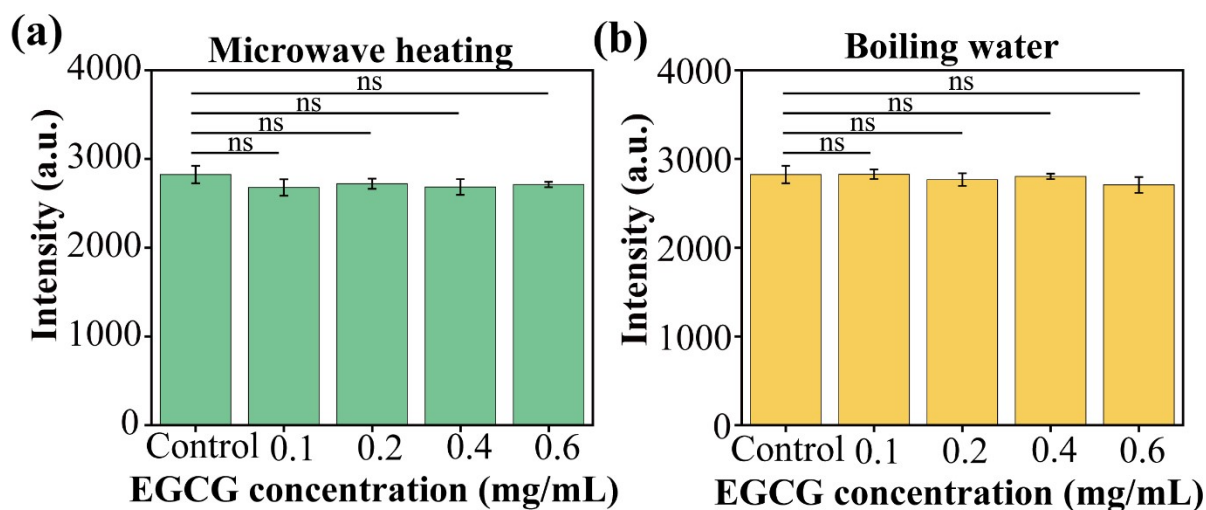 (a)
Microwave heating
Intensity (a.u.)
4000
3000
2000
1000
0
ns
ns
ns
ns
Control 0.1 0.2 0.4 0.6
EGCG concentration (mg/mL)
(b)
Boiling water
Intensity (a.u.)
4000
3000
2000
1000
0
ns
ns
ns
ns
Control 0.1 0.2 0.4 0.6
EGCG concentration (mg/mL)